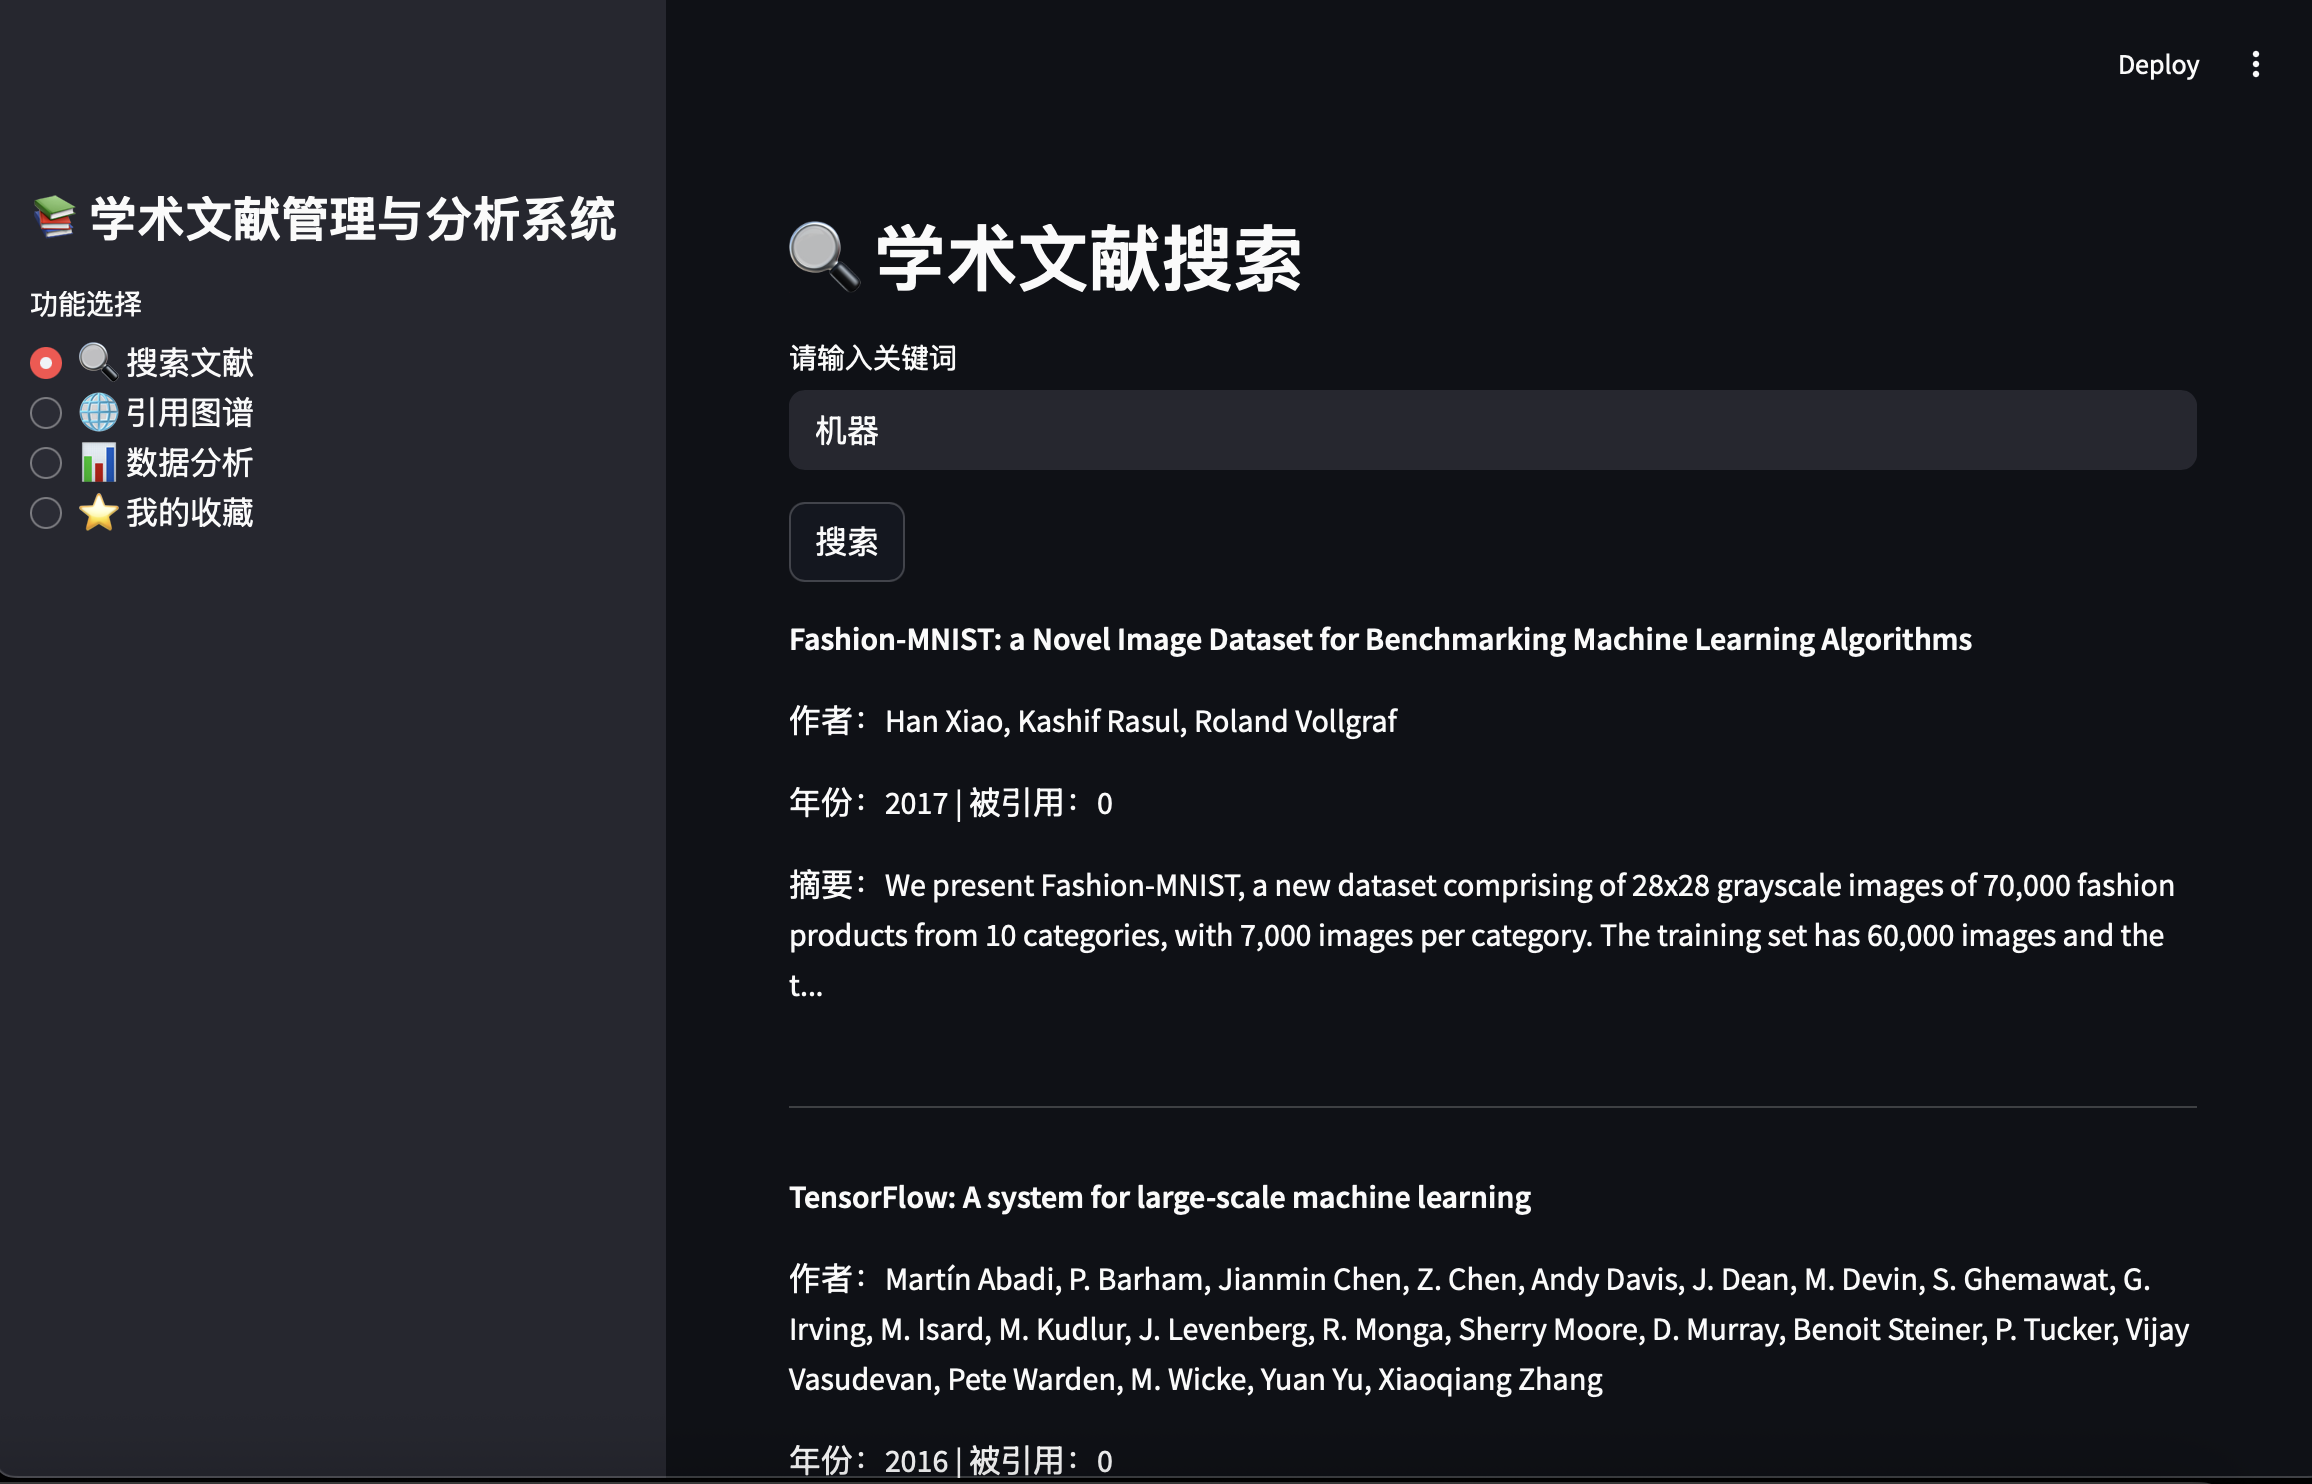 Deploy
学术文献管理与分析系统
功能选择
搜索文献
引用图谱
数据分析
我的收藏
学术文献搜索
请输入关键词
机器
搜索
Fashion-MNIST: a Novel Image Dataset for Benchmarking Machine Learning Algorithms
作者：Han Xiao, Kashif Rasul, Roland Vollgraf
年份：2017 | 被引用：0
摘要：We present Fashion-MNIST, a new dataset comprising of 28x28 grayscale images of 70,000 fashion
products from 10 categories, with 7,000 images per category. The training set has 60,000 images and the
t...
TensorFlow: A system for large-scale machine learning
作者：Martín Abadi, P. Barham, Jianmin Chen, Z. Chen, Andy Davis, J. Dean, M. Devin, S. Ghemawat, G.
Irving, M. Isard, M. Kudlur, J. Levenberg, R. Monga, Sherry Moore, D. Murray, Benoit Steiner, P. Tucker, Vijay
Vasudevan, Pete Warden, M. Wicke, Yuan Yu, Xiaoqiang Zhang
年份：2016 | 被引用：0